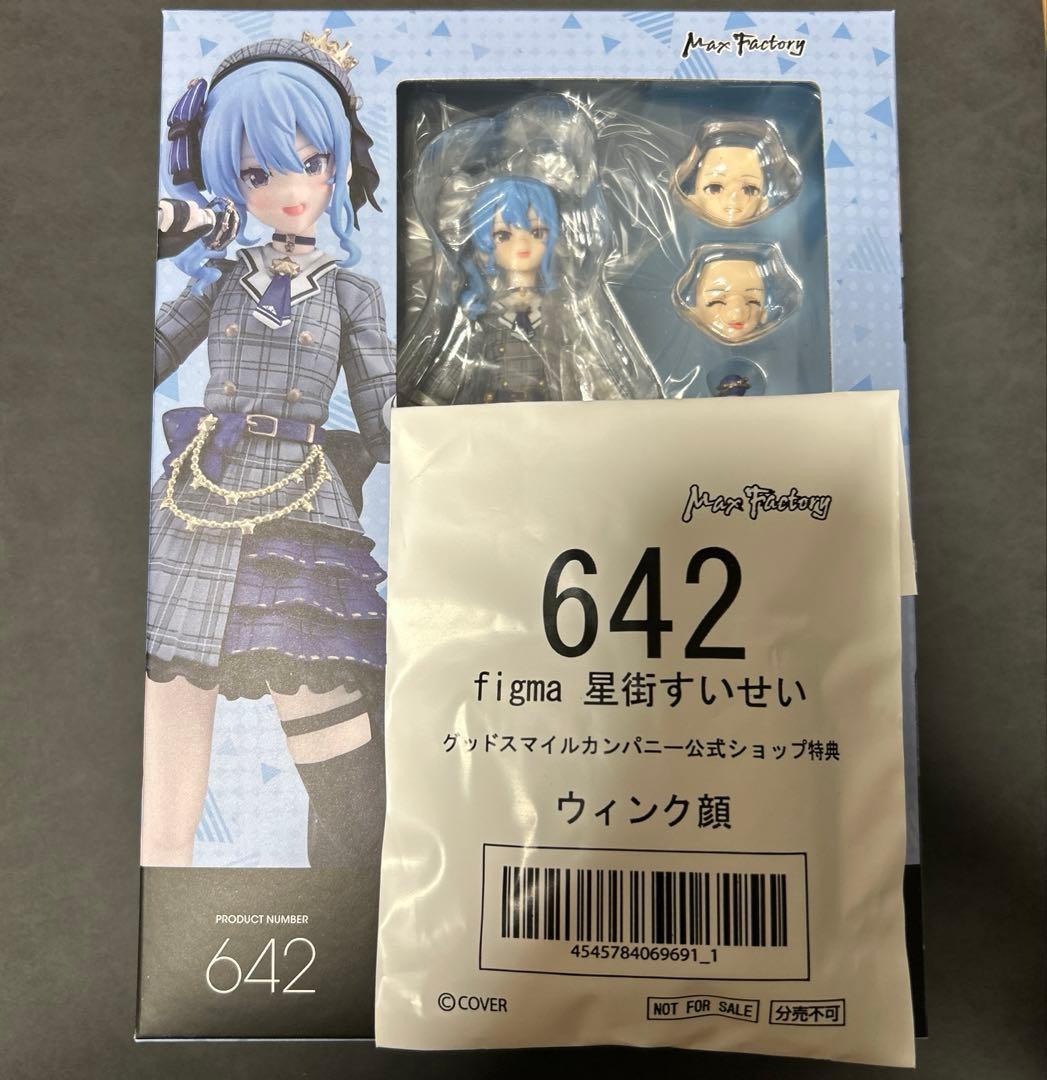 Max Factory
Max Factory
642
figma 星街すいせい
グッドスマイルカンパニー公式ショップ特典
ウィンク顔
4545784069691_1
©COVER
NOT FOR SALE
分売不可
PRODUCT NUMBER
642